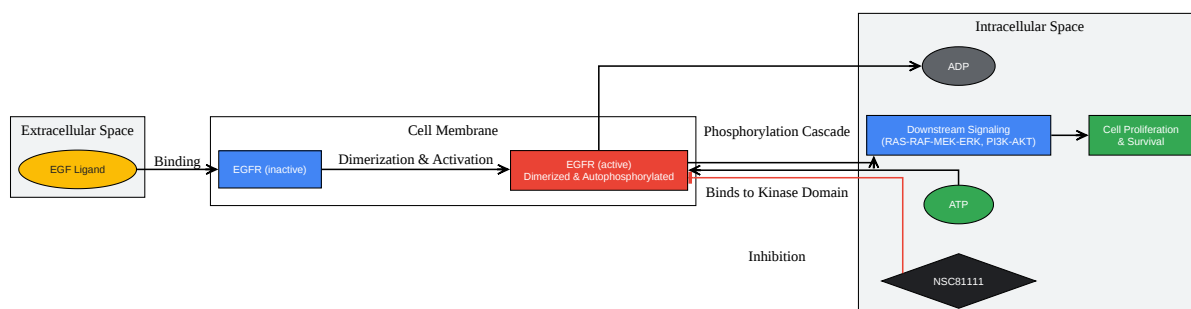 Intracellular Space
ADP
Extracellular Space
Cell Membrane
Phosphorylation Cascade
Downstream Signaling
(RAS-RAF-MEK-ERK, PI3K-AKT)
Cell Proliferation
& Survival
EGF Ligand
Binding
EGFR (inactive)
Dimerization & Activation
EGFR (active)
Dimerized & Autophosphorylated
Binds to Kinase Domain
ATP
Inhibition
NSC81111